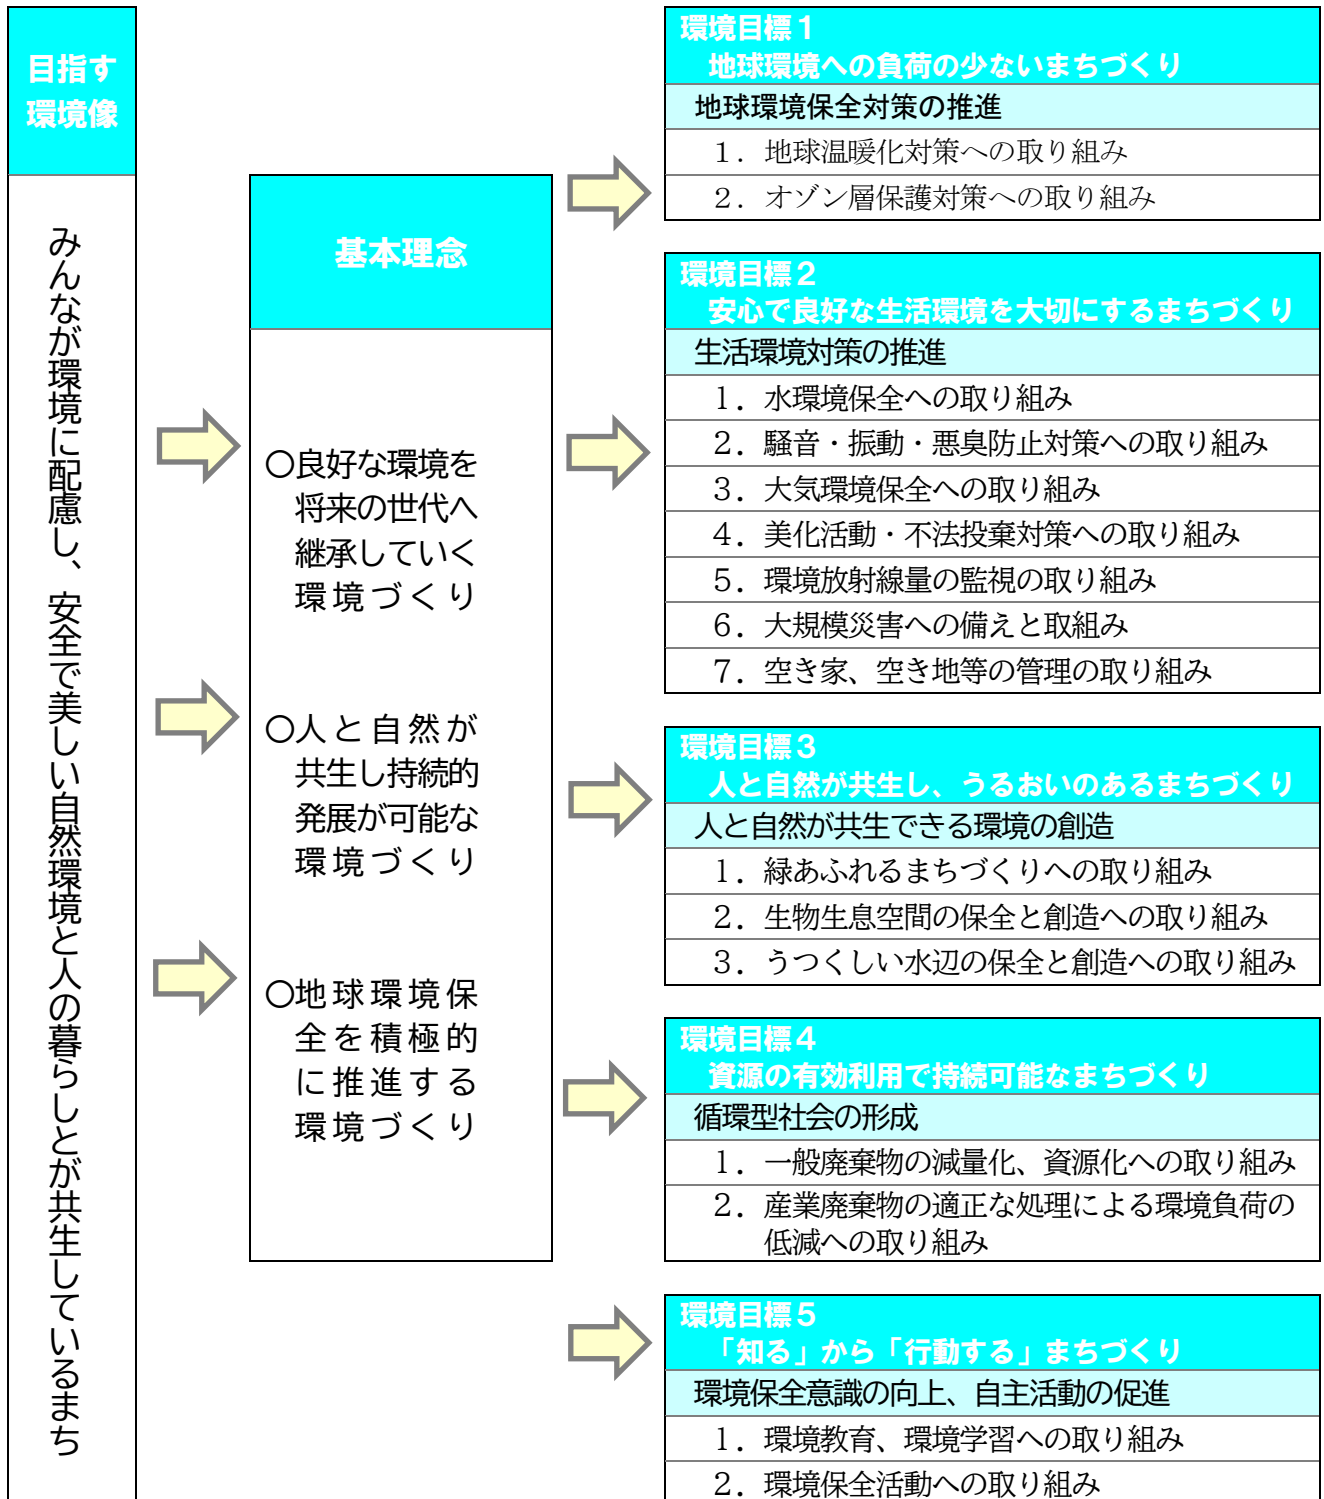 目指す
環境像
みんなが環境に配慮し、安全で美しい自然環境と人の暮らしとが共生しているまち
基本理念
○良好な環境を
将来の世代へ
継承していく
環境づくり
○人と自然が
共生し持続的
発展が可能な
環境づくり
○地球環境保
全を積極的
に推進する
環境づくり
環境目標１
地球環境への負荷の少ないまちづくり
地球環境保全対策の推進
１．地球温暖化対策への取り組み
２．オゾン層保護対策への取り組み
環境目標２
安心で良好な生活環境を大切にするまちづくり
生活環境対策の推進
１．水環境保全への取り組み
２．騒音・振動・悪臭防止対策への取り組み
３．大気環境保全への取り組み
４．美化活動・不法投棄対策への取り組み
５．環境放射線量の監視の取り組み
６．大規模災害への備えと取組み
７．空き家、空き地等の管理の取り組み
環境目標３
人と自然が共生し、うるおいのあるまちづくり
人と自然が共生できる環境の創造
１．緑あふれるまちづくりへの取り組み
２．生物生息空間の保全と創造への取り組み
３．うつくしい水辺の保全と創造への取り組み
環境目標４
資源の有効利用で持続可能なまちづくり
循環型社会の形成
１．一般廃棄物の減量化、資源化への取り組み
２．産業廃棄物の適正な処理による環境負荷の
低減への取り組み
環境目標５
「知る」から「行動する」まちづくり
環境保全意識の向上、自主活動の促進
１．環境教育、環境学習への取り組み
２．環境保全活動への取り組み